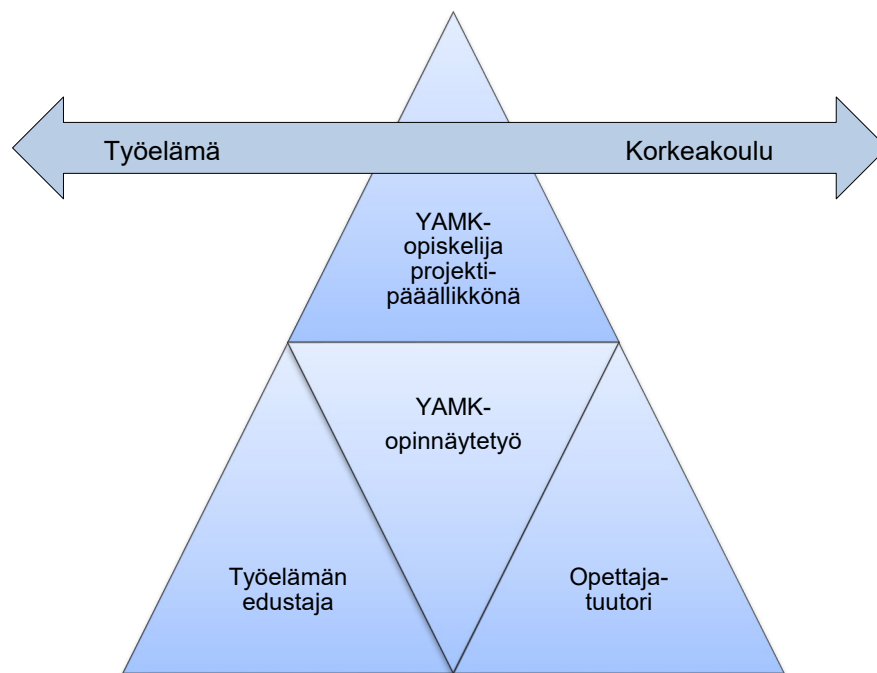 Työelämä
Korkeakoulu
YAMK-
opiskelija
projekti-
pääällikkönä
YAMK-
opinnäytetyö
Työelämän
edustaja
Opettaja-
tuutori